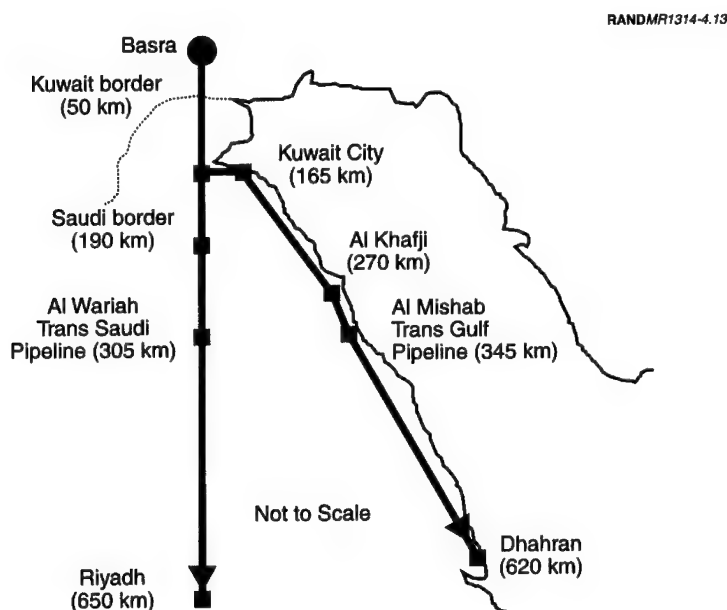 RANDMR1314-4.13
Basra
Kuwait border
(50 km)
Kuwait City
(165 km)
Saudi border
(190 km)
Al Khafji
(270 km)
Al Wariah
Trans Saudi
Pipeline (305 km)
Al Mishab
Trans Gulf
Pipeline (345 km)
Not to Scale
Dhahran
(620 km)
Riyadh
(650 km)